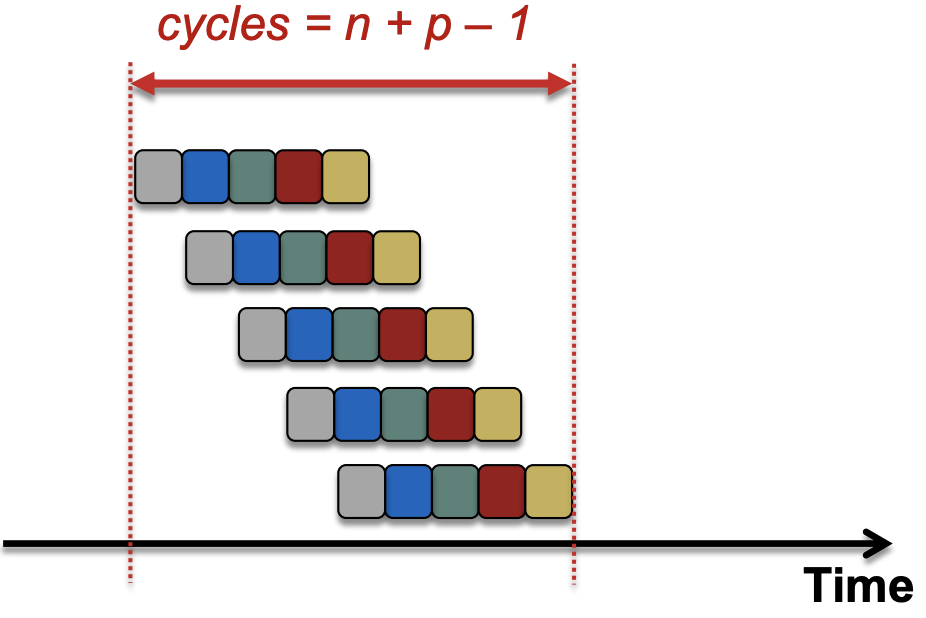 cycles = n + p – 1
Time